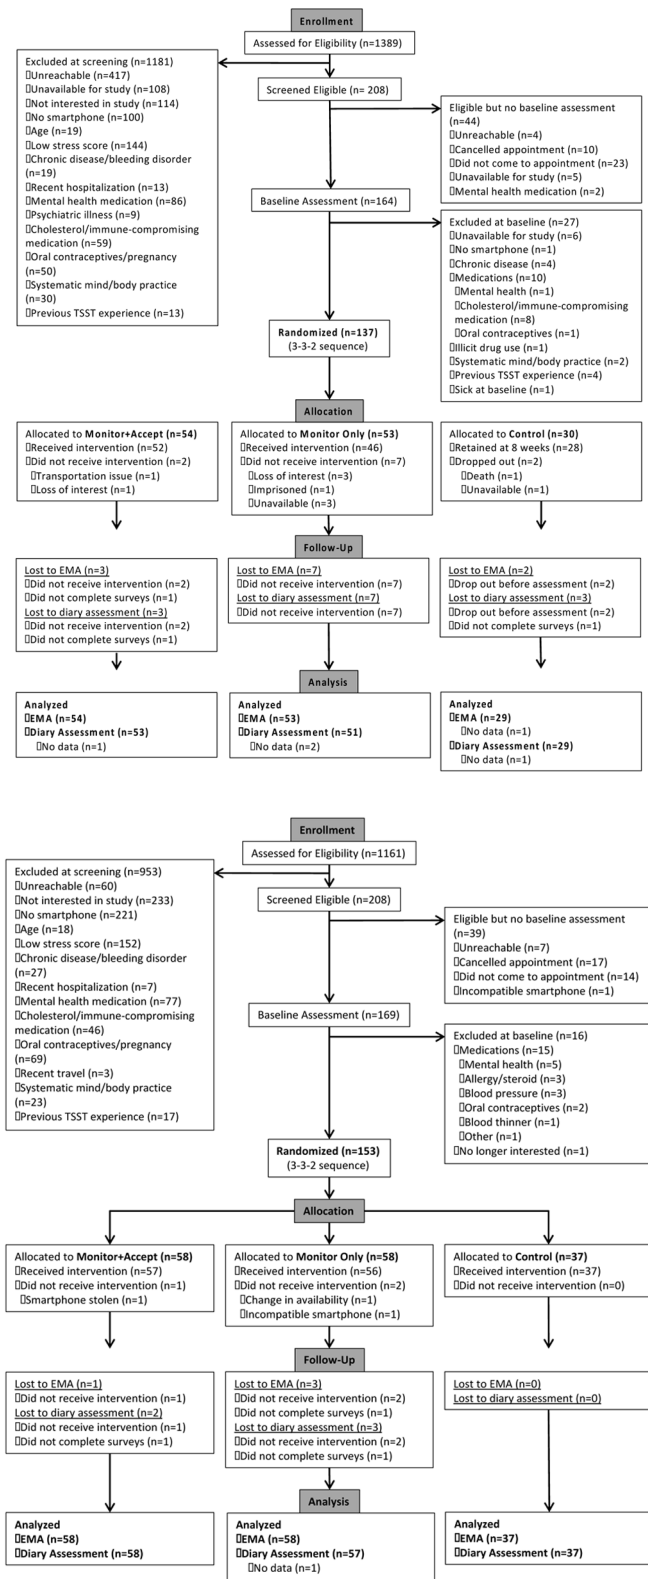 Enrollment
Assessed for Eligibility (n=1389)
Excluded at screening (n=1181)
▯Unreachable (n=417)
▯Unavailable for study (n=108)
▯Not interested in study (n=114)
▯No smartphone (n=100)
▯Age (n=19)
▯Low stress score (n=144)
▯Chronic disease/bleeding disorder
(n=19)
▯Recent hospitalization (n=13)
▯Mental health medication (n=86)
▯Psychiatric illness (n=9)
▯Cholesterol/immune-compromising
medication (n=59)
▯Oral contraceptives/pregnancy
(n=50)
▯Systematic mind/body practice
(n=30)
▯Previous TSST experience (n=13)
Screened Eligible (n= 208)
Eligible but no baseline assessment
(n=44)
▯Unreachable (n=4)
▯Cancelled appointment (n=10)
▯Did not come to appointment (n=23)
▯Unavailable for study (n=5)
▯Mental health medication (n=2)
Baseline Assessment (n=164)
Excluded at baseline (n=27)
▯Unavailable for study (n=6)
▯No smartphone (n=1)
▯Chronic disease (n=4)
▯Medications (n=10)
▯Mental health (n=1)
▯Cholesterol/immune-compromising
medication (n=8)
▯Oral contraceptives (n=1)
▯Illicit drug use (n=1)
▯Systematic mind/body practice (n=2)
▯Previous TSST experience (n=4)
▯Sick at baseline (n=1)
Randomized (n=137)
(3-3-2 sequence)
Allocation
Allocated to Monitor+Accept (n=54)
▯Received intervention (n=52)
▯Did not receive intervention (n=2)
▯Transportation issue (n=1)
▯Loss of interest (n=1)
Allocated to Monitor Only (n=53)
▯Received intervention (n=46)
▯Did not receive intervention (n=7)
▯Loss of interest (n=3)
▯Imprisoned (n=1)
▯Unavailable (n=3)
Allocated to Control (n=30)
▯Retained at 8 weeks (n=28)
▯Dropped out (n=2)
▯Death (n=1)
▯Unavailable (n=1)
Follow-Up
Lost to EMA (n=3)
▯Did not receive intervention (n=2)
▯Did not complete surveys (n=1)
Lost to diary assessment (n=3)
▯Did not receive intervention (n=2)
▯Did not complete surveys (n=1)
Lost to EMA (n=7)
▯Did not receive intervention (n=7)
Lost to diary assessment (n=7)
▯Did not receive intervention (n=7)
Lost to EMA (n=2)
▯Drop out before assessment (n=2)
Lost to diary assessment (n=3)
▯Drop out before assessment (n=2)
▯Did not complete surveys (n=1)
Analysis
Analyzed
▯EMA (n=54)
▯Diary Assessment (n=53)
▯No data (n=1)
Analyzed
▯EMA (n=53)
▯Diary Assessment (n=51)
▯No data (n=2)
Analyzed
▯EMA (n=29)
▯No data (n=1)
▯Diary Assessment (n=29)
▯No data (n=1)
Enrollment
Assessed for Eligibility (n=1161)
Excluded at screening (n=953)
▯Unreachable (n=60)
▯Not interested in study (n=233)
▯No smartphone (n=221)
▯Age (n=18)
▯Low stress score (n=152)
▯Chronic disease/bleeding disorder
(n=27)
▯Recent hospitalization (n=7)
▯Mental health medication (n=77)
▯Cholesterol/immune-compromising
medication (n=46)
▯Oral contraceptives/pregnancy
(n=69)
▯Recent travel (n=3)
▯Systematic mind/body practice
(n=23)
▯Previous TSST experience (n=17)
Screened Eligible (n=208)
Eligible but no baseline assessment
(n=39)
▯Unreachable (n=7)
▯Cancelled appointment (n=17)
▯Did not come to appointment (n=14)
▯Incompatible smartphone (n=1)
Baseline Assessment (n=169)
Excluded at baseline (n=16)
▯Medications (n=15)
▯Mental health (n=5)
▯Allergy/steroid (n=3)
▯Blood pressure (n=3)
▯Oral contraceptives (n=2)
▯Blood thinner (n=1)
▯Other (n=1)
▯No longer interested (n=1)
Randomized (n=153)
(3-3-2 sequence)
Allocation
Allocated to Monitor+Accept (n=58)
▯Received intervention (n=57)
▯Did not receive intervention (n=1)
▯Smartphone stolen (n=1)
Allocated to Monitor Only (n=58)
▯Received intervention (n=56)
▯Did not receive intervention (n=2)
▯Change in availability (n=1)
▯Incompatible smartphone (n=1)
Allocated to Control (n=37)
▯Received intervention (n=37)
▯Did not receive intervention (n=0)
Follow-Up
Lost to EMA (n=1)
▯Did not receive intervention (n=1)
Lost to diary assessment (n=2)
▯Did not receive intervention (n=1)
▯Did not complete surveys (n=1)
Lost to EMA (n=3)
▯Did not receive intervention (n=2)
▯Did not complete surveys (n=1)
Lost to diary assessment (n=3)
▯Did not receive intervention (n=2)
▯Did not complete surveys (n=1)
Lost to EMA (n=0)
Lost to diary assessment (n=0)
Analysis
Analyzed
▯EMA (n=58)
▯Diary Assessment (n=58)
Analyzed
▯EMA (n=58)
▯Diary Assessment (n=57)
▯No data (n=1)
Analyzed
▯EMA (n=37)
▯Diary Assessment (n=37)